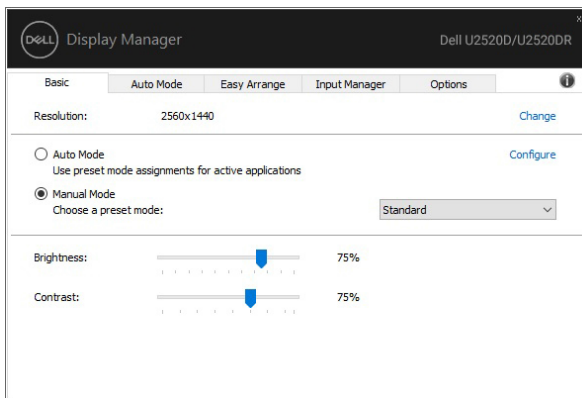 DELL Display Manager Dell U2520D/U2520DR
Basic Auto Mode Easy Arrange Input Manager Options
Resolution: 2560x1440 Change
Auto Mode Configure
Use preset mode assignments for active applications
Manual Mode
Choose a preset mode: Standard
Brightness: 75%
Contrast: 75%